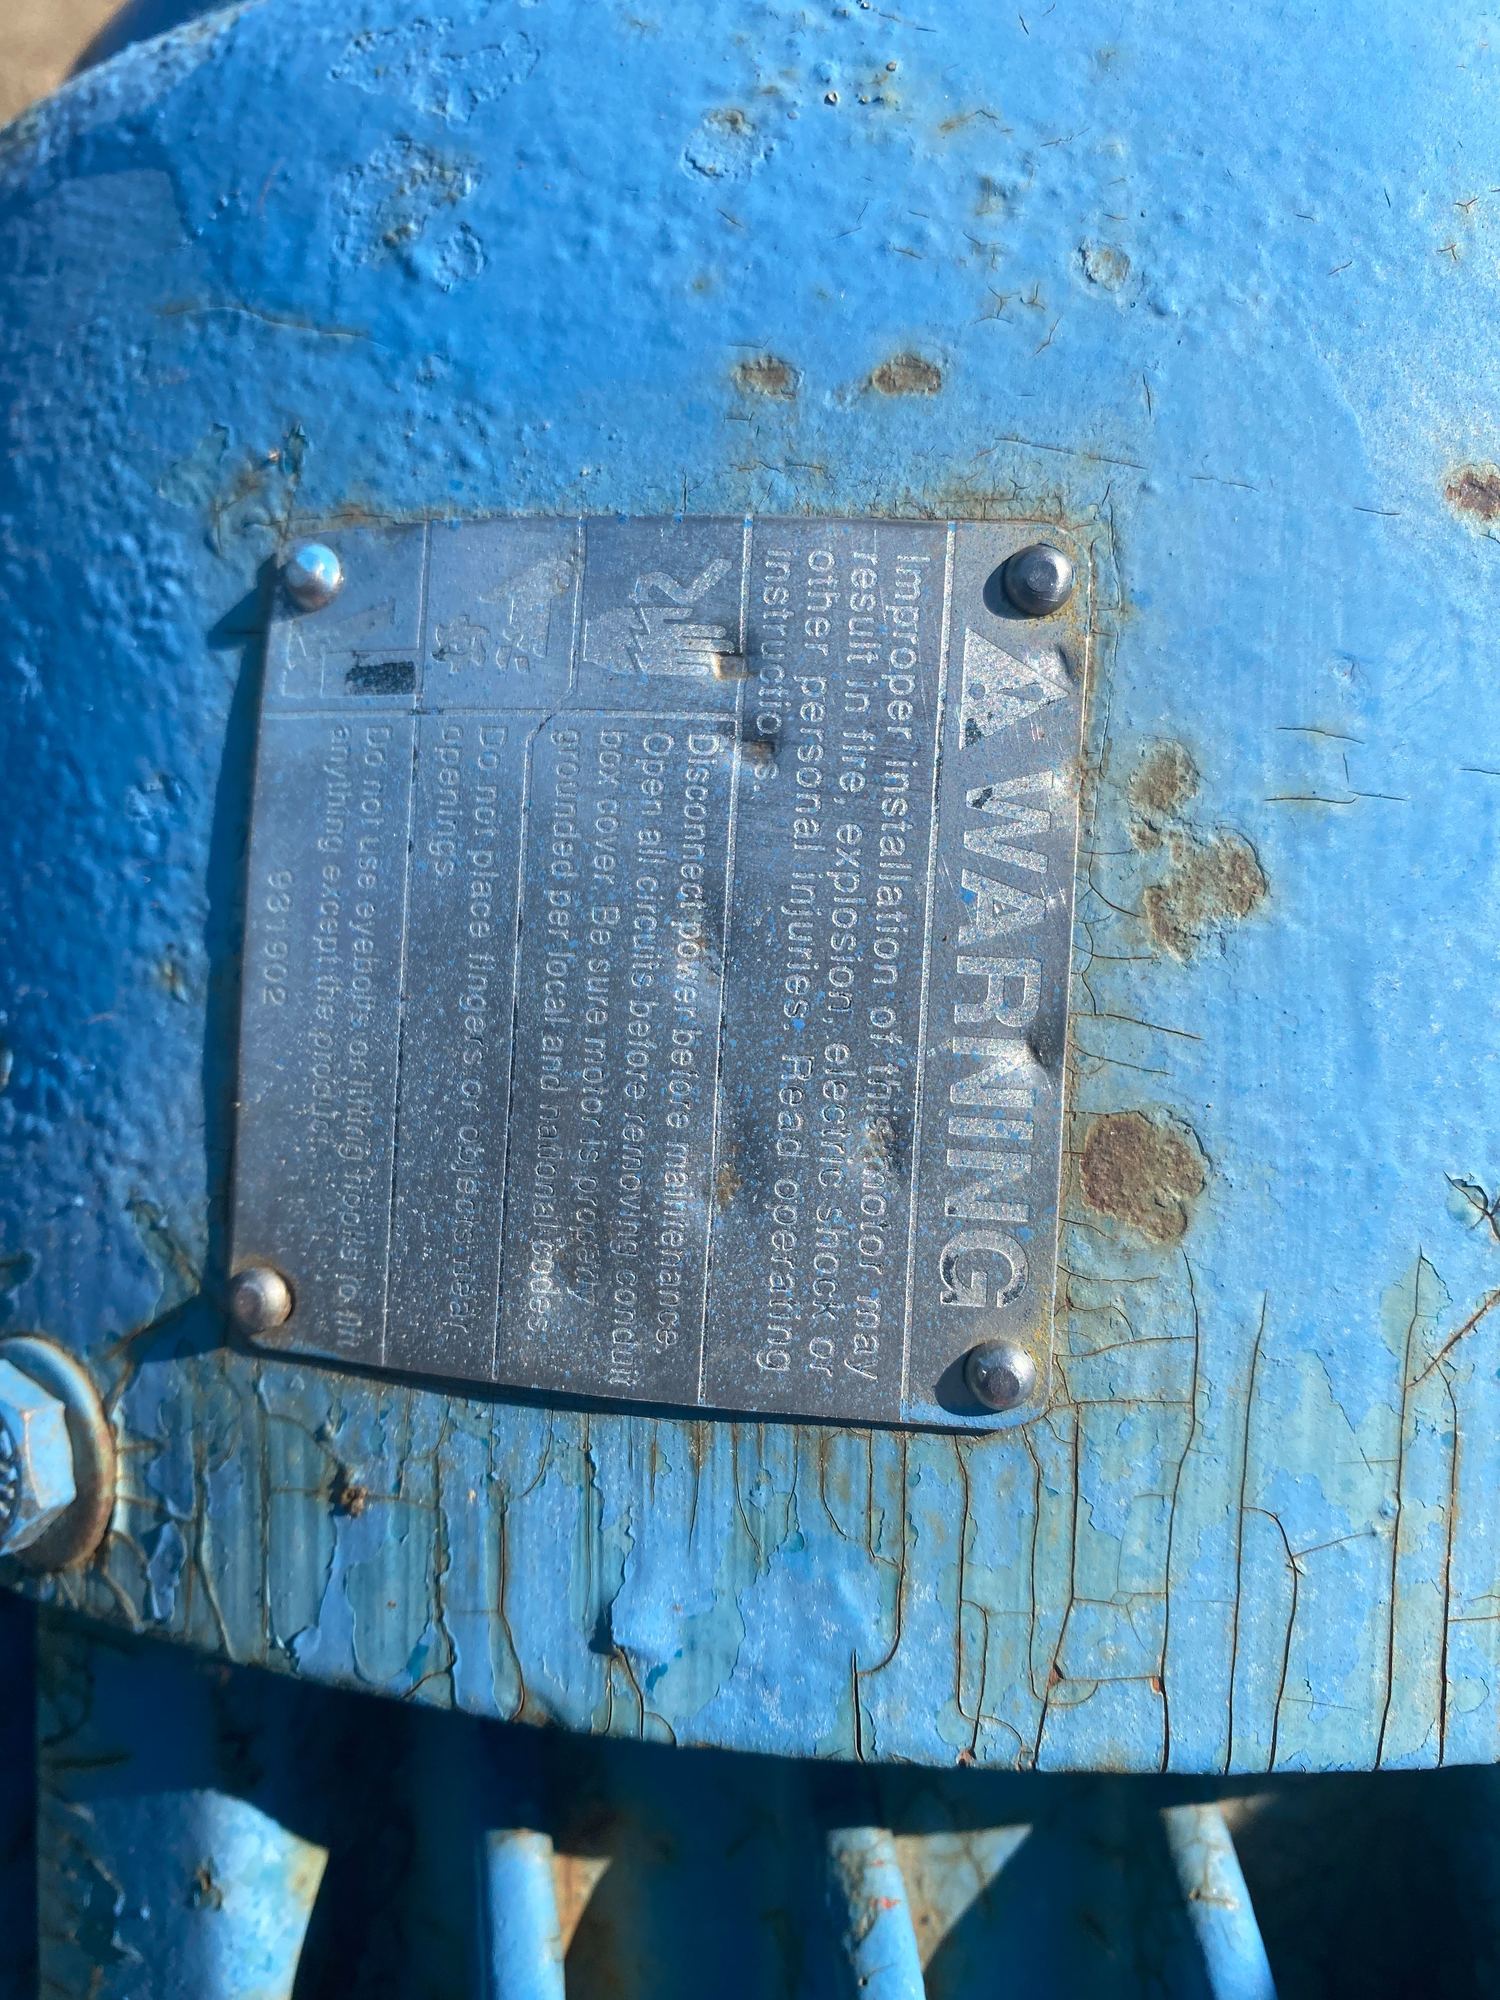 WARNING
Improper installation of this motor may
result in fire, explosion, electric shock or
other personal injuries. Read operating
instructions.
Disconnect power before maintenance.
Open all circuits before removing conduit
box cover. Be sure motor is properly
grounded per local and national codes.
Do not place fingers or objects near
openings
Do not use eyebolts or lifting hooks to lift
anything except the product
931902